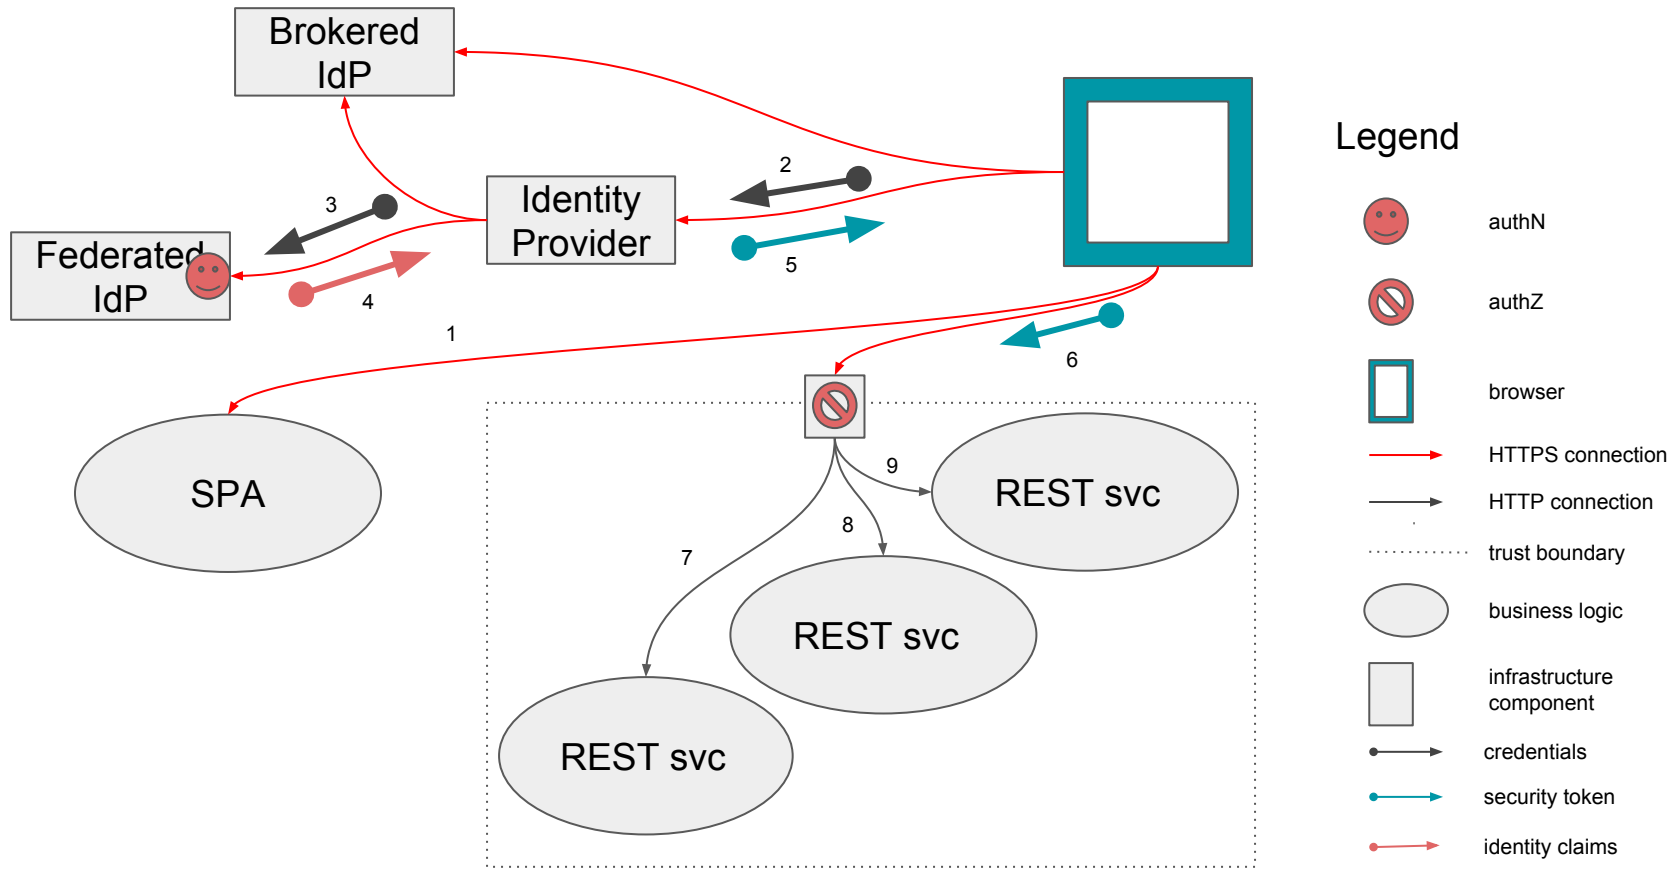 Brokered
IdP
Legend
2
Identity
Provider
3
authN
Federated
IdP
5
4
authZ
1
6
browser
HTTPS connection
9
REST svc
SPA
HTTP connection
8
7
trust boundary
business logic
REST svc
infrastructure
component
REST svc
credentials
security token
identity claims